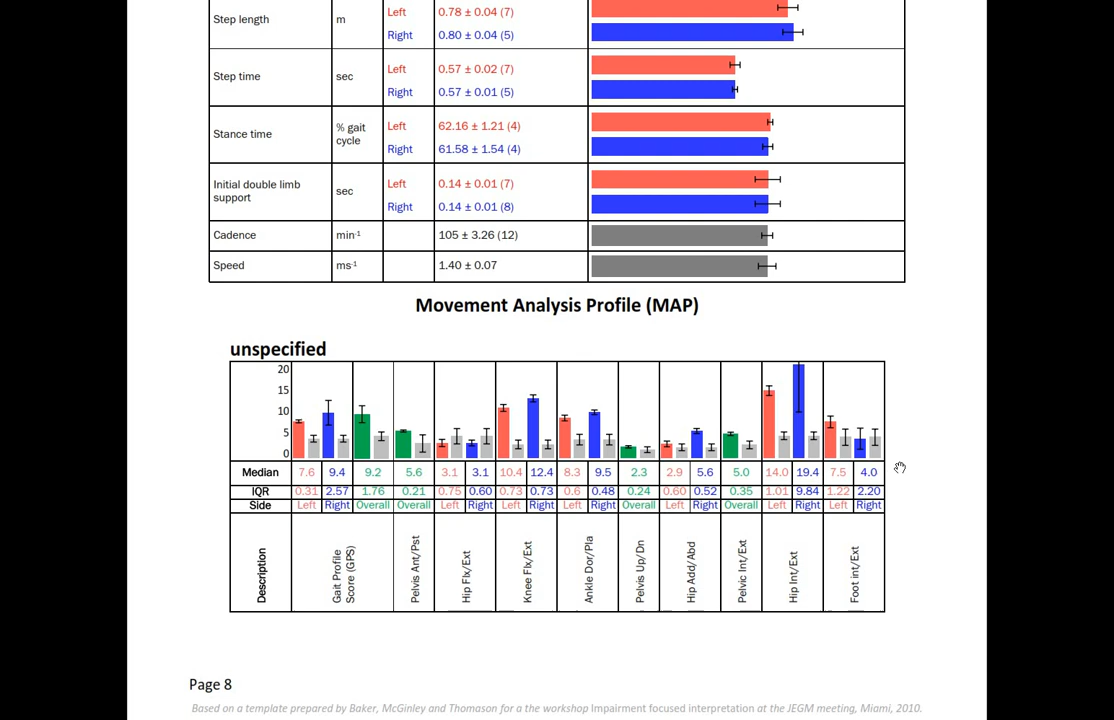 Step length m Left 0.78 ± 0.04 (7)
Right 0.80 ± 0.04 (5)
Step time sec Left 0.57 ± 0.02 (7)
Right 0.57 ± 0.01 (5)
Stance time % gait cycle Left 62.16 ± 1.21 (4)
Right 61.58 ± 1.54 (4)
Initial double limb support sec Left 0.14 ± 0.01 (7)
Right 0.14 ± 0.01 (8)
Cadence min-1 105 ± 3.26 (12)
Speed ms-1 1.40 ± 0.07
Movement Analysis Profile (MAP)
unspecified
20
15
10
5
0
Median 7.6 9.4 9.2 5.6 3.1 3.1 10.4 12.4 8.3 9.5 2.3 2.9 5.6 5.0 14.0 19.4 7.5 4.0
IQR 0.31 2.57 1.76 0.21 0.75 0.60 0.73 0.73 0.6 0.48 0.24 0.60 0.52 0.35 1.01 9.84 1.22 2.20
Side Left Right Overall Overall Left Right Left Right Left Right Overall Left Right Overall Left Right Left Right
Description
Gait Profile
Score (GPS)
Pelvis Ant/Pst
Hip Flx/Ext
Knee Flx/Ext
Ankle Dor/Pla
Pelvis Up/Dn
Hip Add/Abd
Pelvic Int/Ext
Hip Int/Ext
Foot int/Ext
Page 8
Based on a template prepared by Baker, McGinley and Thomason for a the workshop Impairment focused interpretation at the JEGM meeting, Miami, 2010.